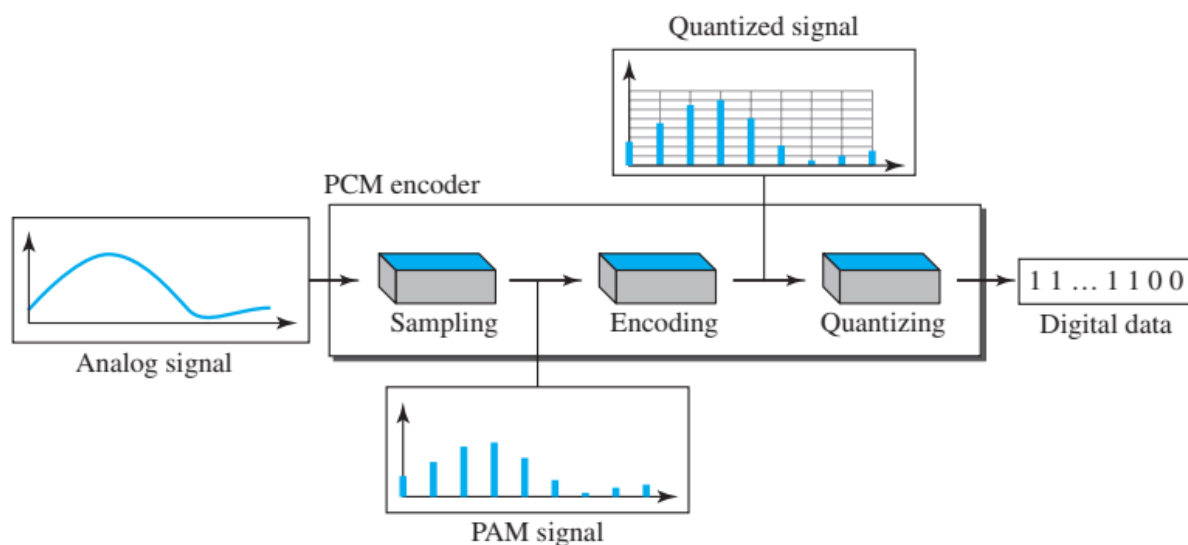 Quantized signal
PCM encoder
Sampling
Encoding
Quantizing
1 1 ... 1 1 0 0
Digital data
Analog signal
PAM signal